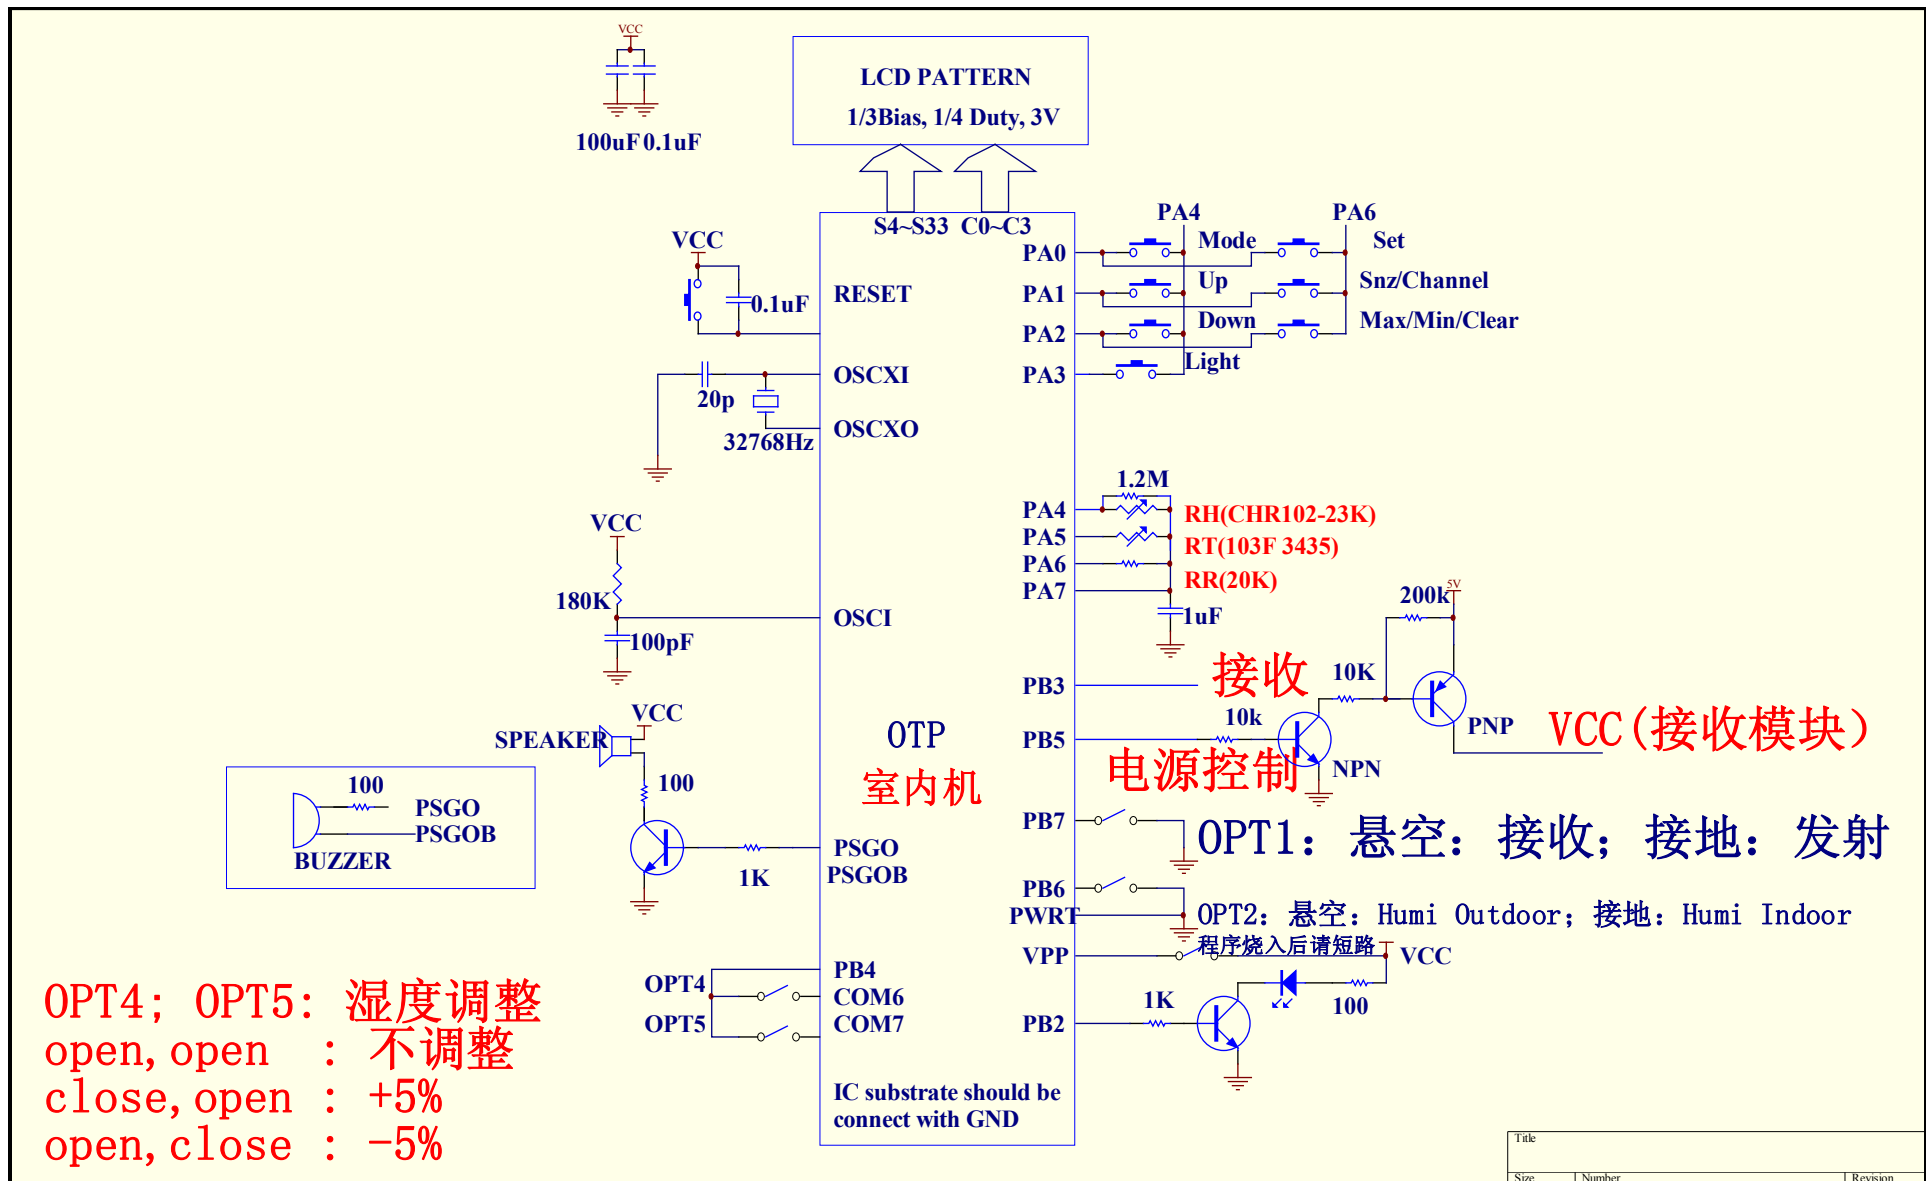 VCC
100uF 0.1uF
LCD PATTERN
1/3Bias, 1/4 Duty, 3V
S4~S33 C0~C3
PA4
PA6
VCC
0.1uF
RESET
PA0
Mode
Set
PA1
Up
Snz/Channel
PA2
Down
Max/Min/Clear
PA3
Light
20p
OSCXI
32768Hz
OSCXO
1.2M
PA4
RH(CHR102-23K)
PA5
RT(103F 3435)
PA6
RR(20K)
PA7
1uF
VCC
180K
OSCI
100pF
200k
5V
PB3
接收
10K
PNP
VCC(接收模块）
10k
PB5
电源控制
NPN
SPEAKER
VCC
100
OTP
室内机
100
PSGO
PSGOB
BUZZER
1K
PSGO
PSGOB
PB7
OPT1：悬空：接收；接地：发射
PB6
PWRT
OPT2：悬空：Humi Outdoor；接地：Humi Indoor
程序烧入后请短路
VPP
VCC
1K
100
PB2
OPT4
OPT5
PB4
COM6
COM7
OPT4；OPT5：湿度调整
open,open ：不调整
close,open ：+5%
open,close ：-5%
IC substrate should be
connect with GND
Title
Size
Number
Revision